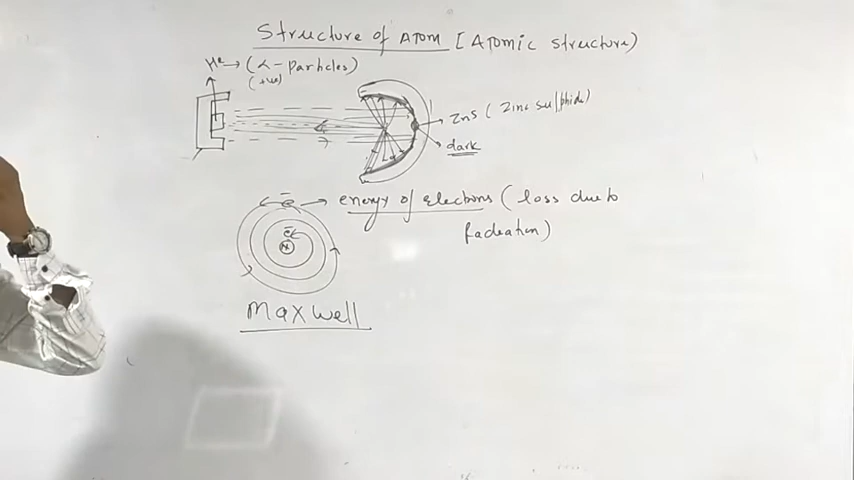 Structure of ATOM [ATomic structure)
He → (α - Particles)
(+ve)
ZnS (Zinc sulphide)
dark
ē → energy of electrons (loss due to
Radiation)
ē
Maxwell